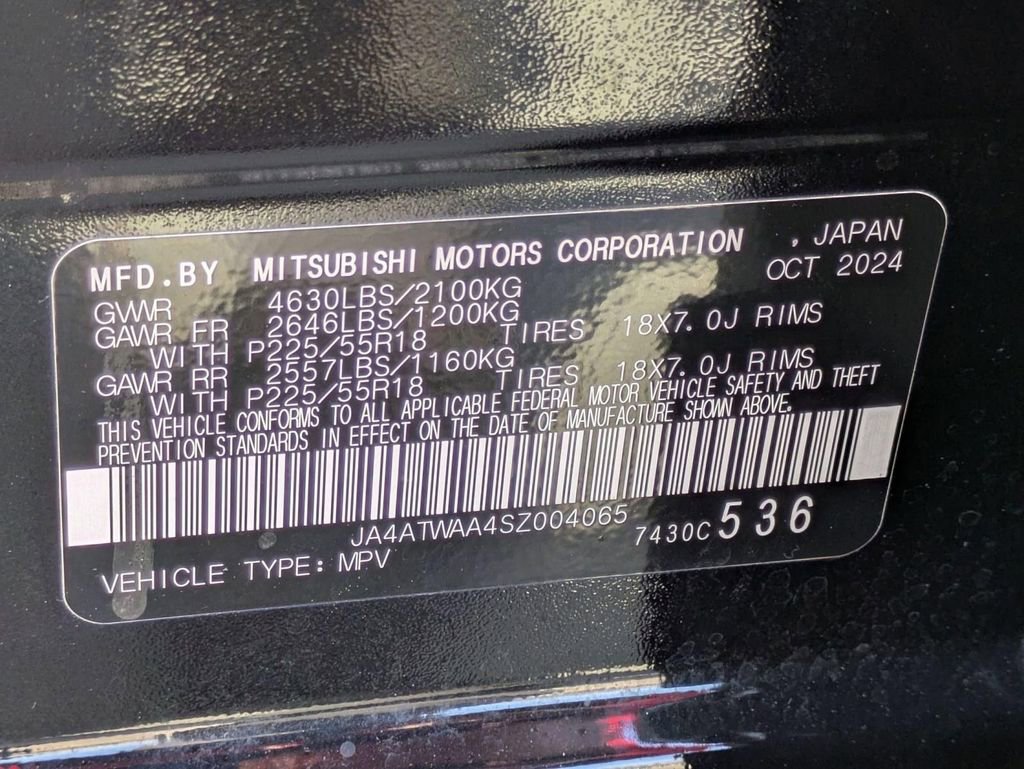 MFD.BY MITSUBISHI MOTORS CORPORATION , JAPAN
OCT 2024
GVWR 4630LBS/2100KG
GAWR FR 2646LBS/1200KG
WITH P225/55R18 TIRES 18X7.0J RIMS
GAWR RR 2557LBS/1160KG
WITH P225/55R18 TIRES 18X7.0J RIMS
THIS VEHICLE CONFORMS TO ALL APPLICABLE FEDERAL MOTOR VEHICLE SAFETY AND THEFT
PREVENTION STANDARDS IN EFFECT ON THE DATE OF MANUFACTURE SHOWN ABOVE.
JA4ATWAA4SZ004065 7430C 536
VEHICLE TYPE: MPV